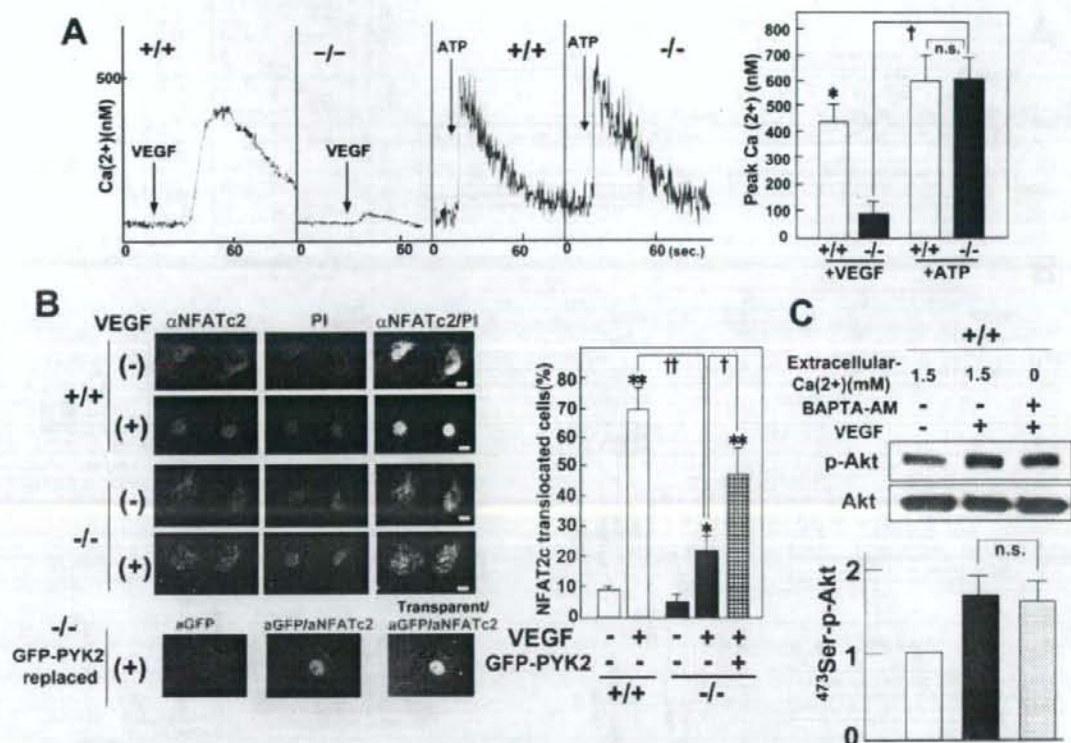 A
+/+
-/-
ATP
+/+
ATP
-/-
500
Ca(2+)(nM)
VEGF
VEGF
0
60
0
60
0
60 (sec.)
Peak Ca (2+) (nM)
800
700
600
500
400
300
200
100
0
*
†
n.s.
+/+ -/- +/+ -/-
+VEGF +ATP
B
VEGF αNFATc2 PI αNFATc2/PI
+/+
(-)
(+)
-/-
(-)
(+)
-/-
GFP-PYK2
replaced
(+)
aGFP
aGFP/aNFATc2
Transparent/
aGFP/aNFATc2
NFAT2c translocated cells(%)
80
70
60
50
40
30
20
10
0
**
††
†
*
**
VEGF - + - + +
GFP-PYK2 - - +
+/+ -/-
C
+/+
Extracellular-
Ca(2+)(mM) 1.5 1.5 0
BAPTA-AM - - +
VEGF - + +
p-Akt
Akt
473Ser-p-Akt
2
1
0
n.s.